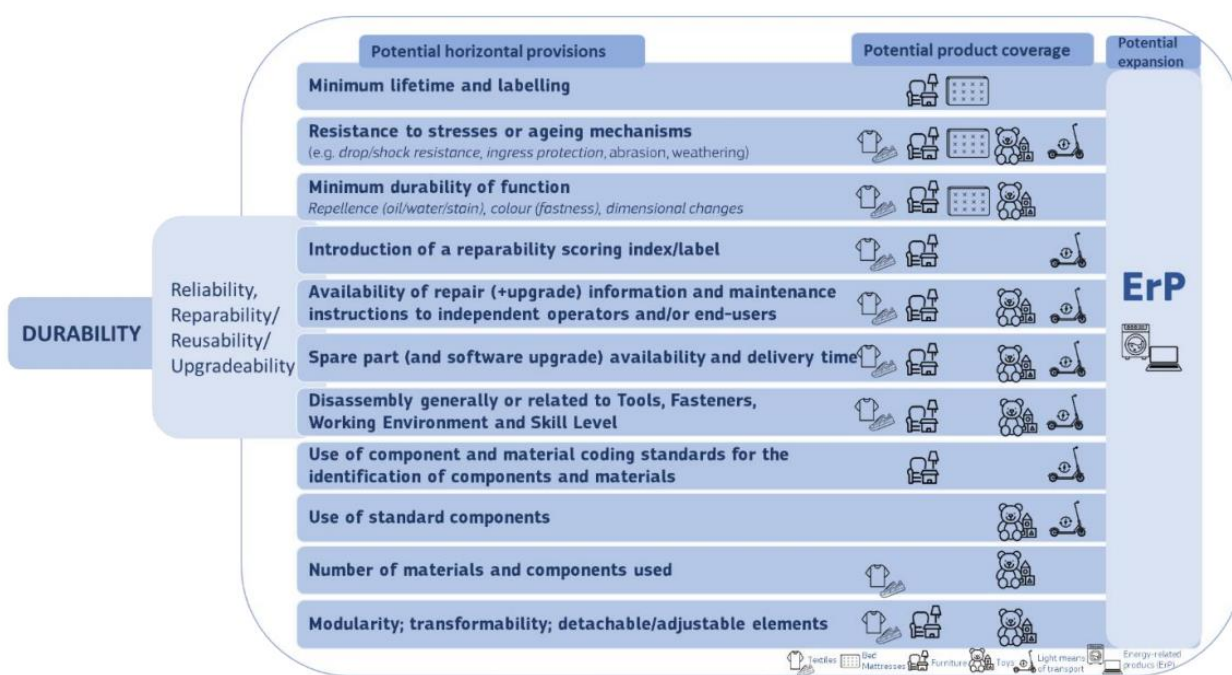 Potential horizontal provisions
Potential product coverage
Potential
expansion
Minimum lifetime and labelling
Resistance to stresses or ageing mechanisms
(e.g. drop/shock resistance, ingress protection, abrasion, weathering)
Minimum durability of function
Repellence (oil/water/stain), colour (fastness), dimensional changes
Introduction of a reparability scoring index/label
Availability of repair (+upgrade) information and maintenance
instructions to independent operators and/or end-users
Spare part (and software upgrade) availability and delivery time
Disassembly generally or related to Tools, Fasteners,
Working Environment and Skill Level
Use of component and material coding standards for the
identification of components and materials
Use of standard components
Number of materials and components used
Modularity; transformability; detachable/adjustable elements
DURABILITY
Reliability,
Reparability/
Reusability/
Upgradeability
ErP
Textiles
Bed
Mattresses
Furniture
Toys
Light means
of transport
Energy-related
producs (ErP)